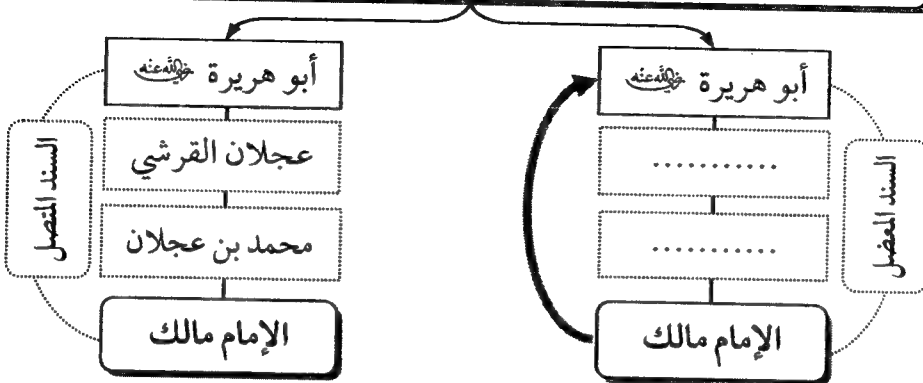 أبو هريرة رضي الله عنه
...........
...........
الإمام مالك
السند المعضل
أبو هريرة رضي الله عنه
عجلان القرشي
محمد بن عجلان
الإمام مالك
السند المتصل